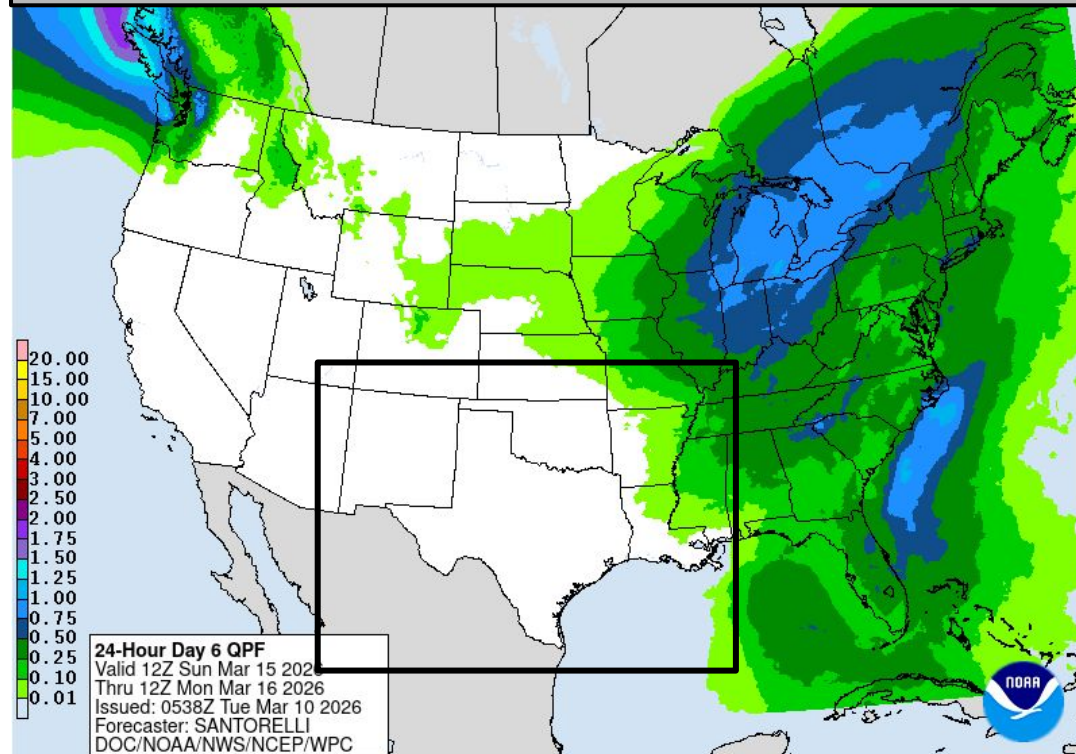 20.00
15.00
10.00
7.00
5.00
4.00
3.00
2.50
2.00
1.75
1.50
1.25
1.00
0.75
0.50
0.25
0.10
0.01
24-Hour Day 6 QPF
Valid 12Z Sun Mar 15 2026
Thru 12Z Mon Mar 16 2026
Issued: 0538Z Tue Mar 10 2026
Forecaster: SANTORELLI
DOC/NOAA/NWS/NCEP/WPC
NOAA